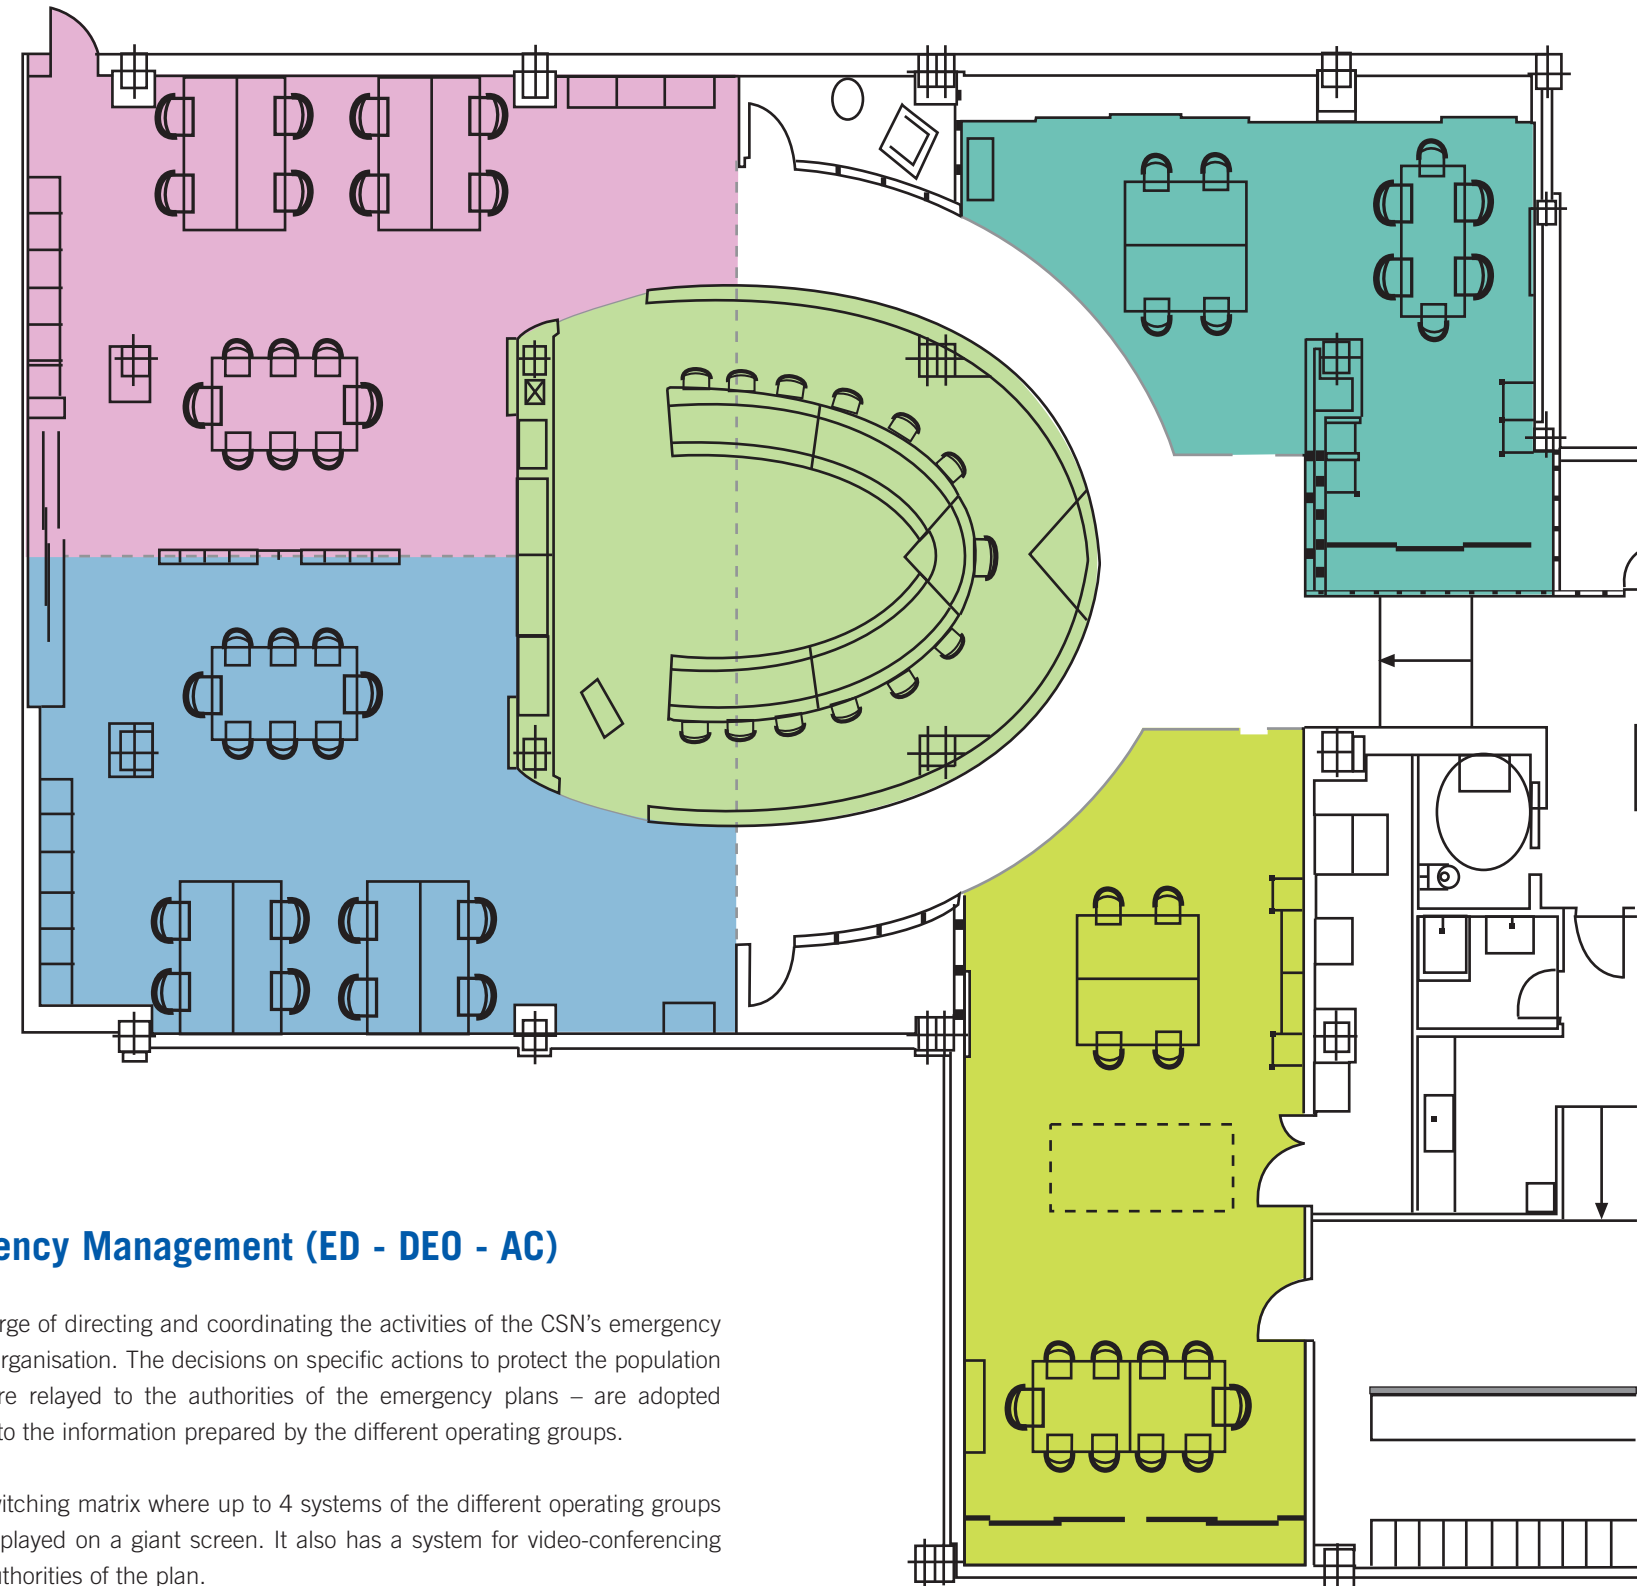 ency Management (ED - DEO - AC)
rge of directing and coordinating the activities of the CSN's emergency
rganisation. The decisions on specific actions to protect the population
re relayed to the authorities of the emergency plans – are adopted
to the information prepared by the different operating groups.
vitching matrix where up to 4 systems of the different operating groups
played on a giant screen. It also has a system for video-conferencing
uthorities of the plan.